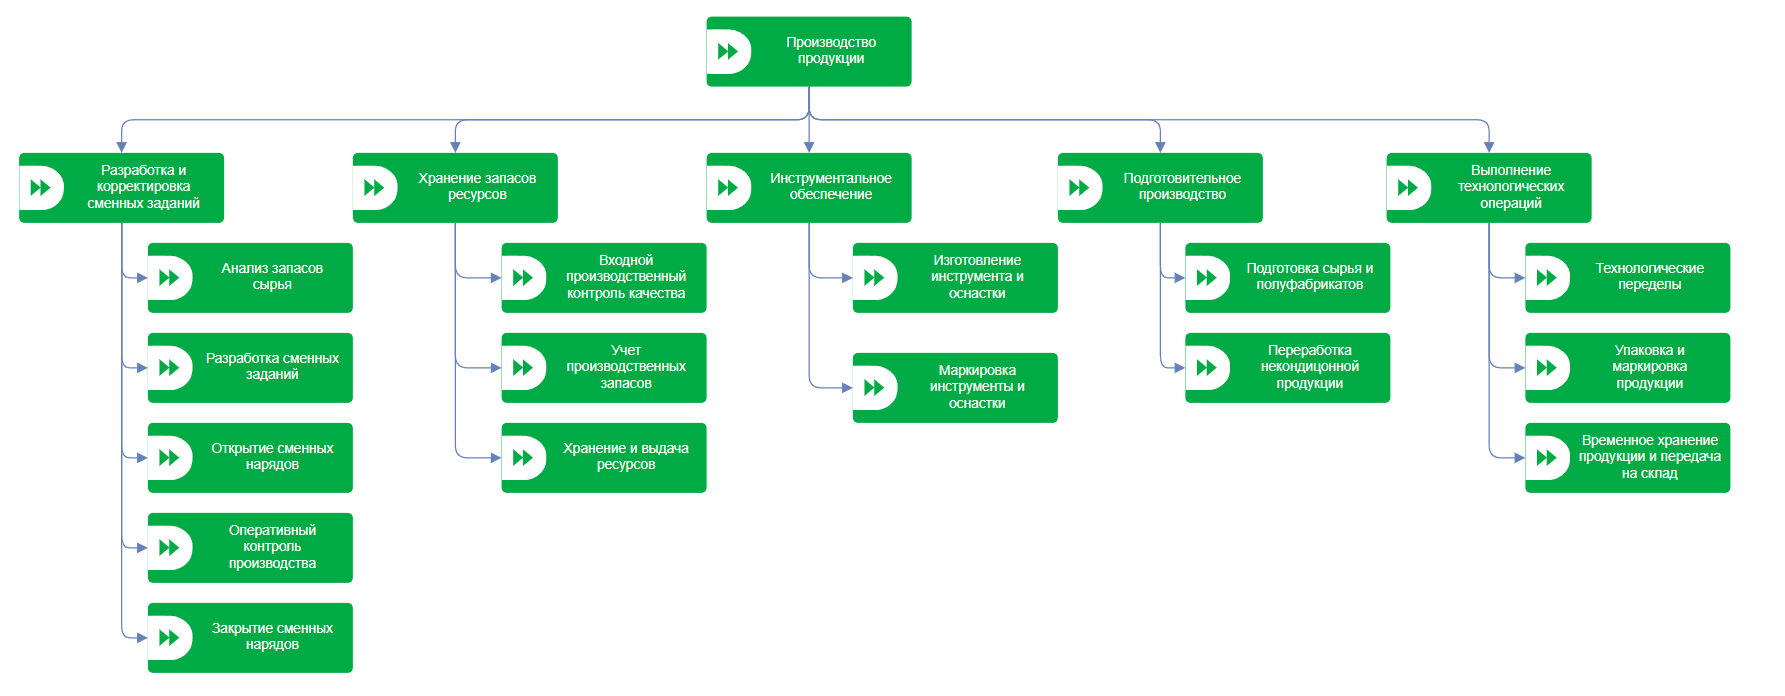 Производство
продукции
Разработка и
корректировка
сменных заданий
Хранение запасов
ресурсов
Инструментальное
обеспечение
Подготовительное
производство
Выполнение
технологических
операций
Анализ запасов
сырья
Разработка сменных
заданий
Открытие сменных
нарядов
Оперативный
контроль
производства
Закрытие сменных
нарядов
Входной
производственный
контроль качества
Учет
производственных
запасов
Хранение и выдача
ресурсов
Изготовление
инструмента и
оснастки
Маркировка
инструменты и
оснастки
Подготовка сырья и
полуфабрикатов
Переработка
некондиционной
продукции
Технологические
переделы
Упаковка и
маркировка
продукции
Временное хранение
продукции и передача
на склад